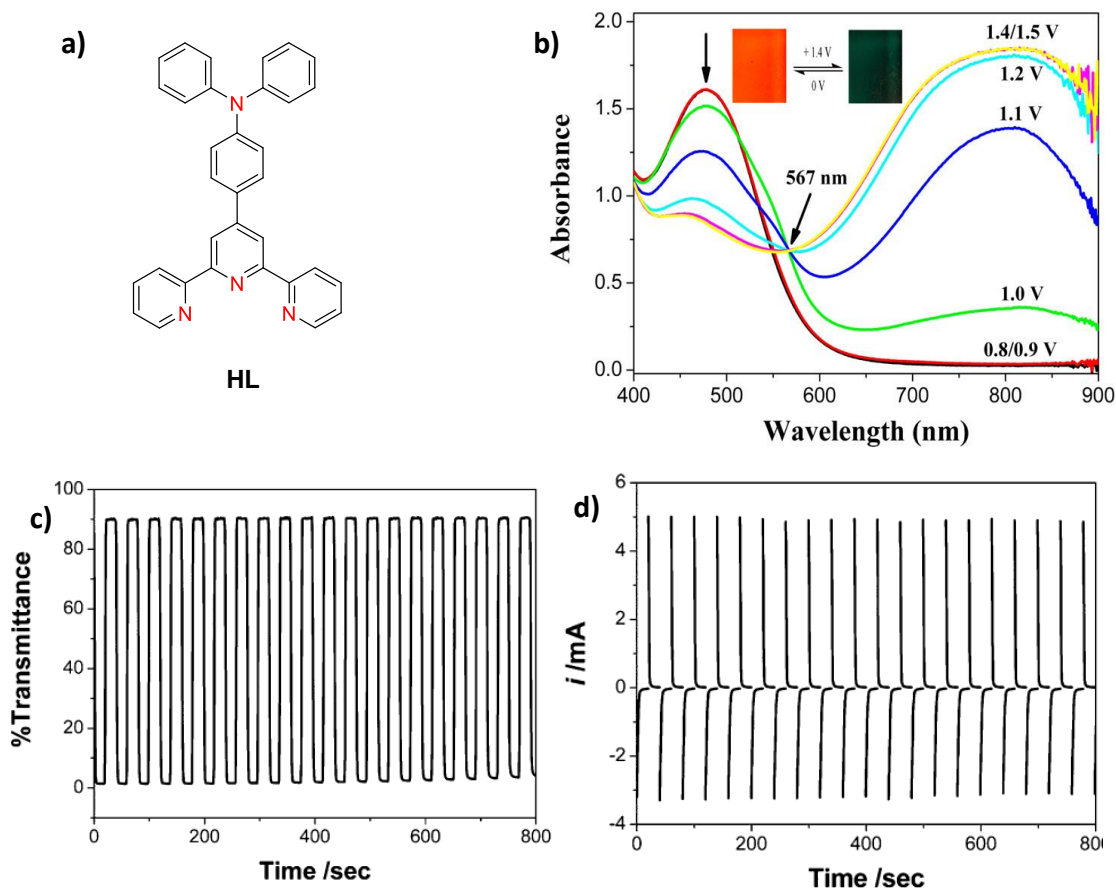 a)
N
N
N
N
HL
b)
2.0
1.5
1.0
0.5
0.0
Absorbance
400 500 600 700 800 900
Wavelength (nm)
+ 1.4 V
0 V
567 nm
1.4/1.5 V
1.2 V
1.1 V
1.0 V
0.8/0.9 V
c)
100
80
60
40
20
0
%Transmittance
0 200 400 600 800
Time /sec
d)
6
4
2
0
-2
-4
i /mA
0 200 400 600 800
Time /sec